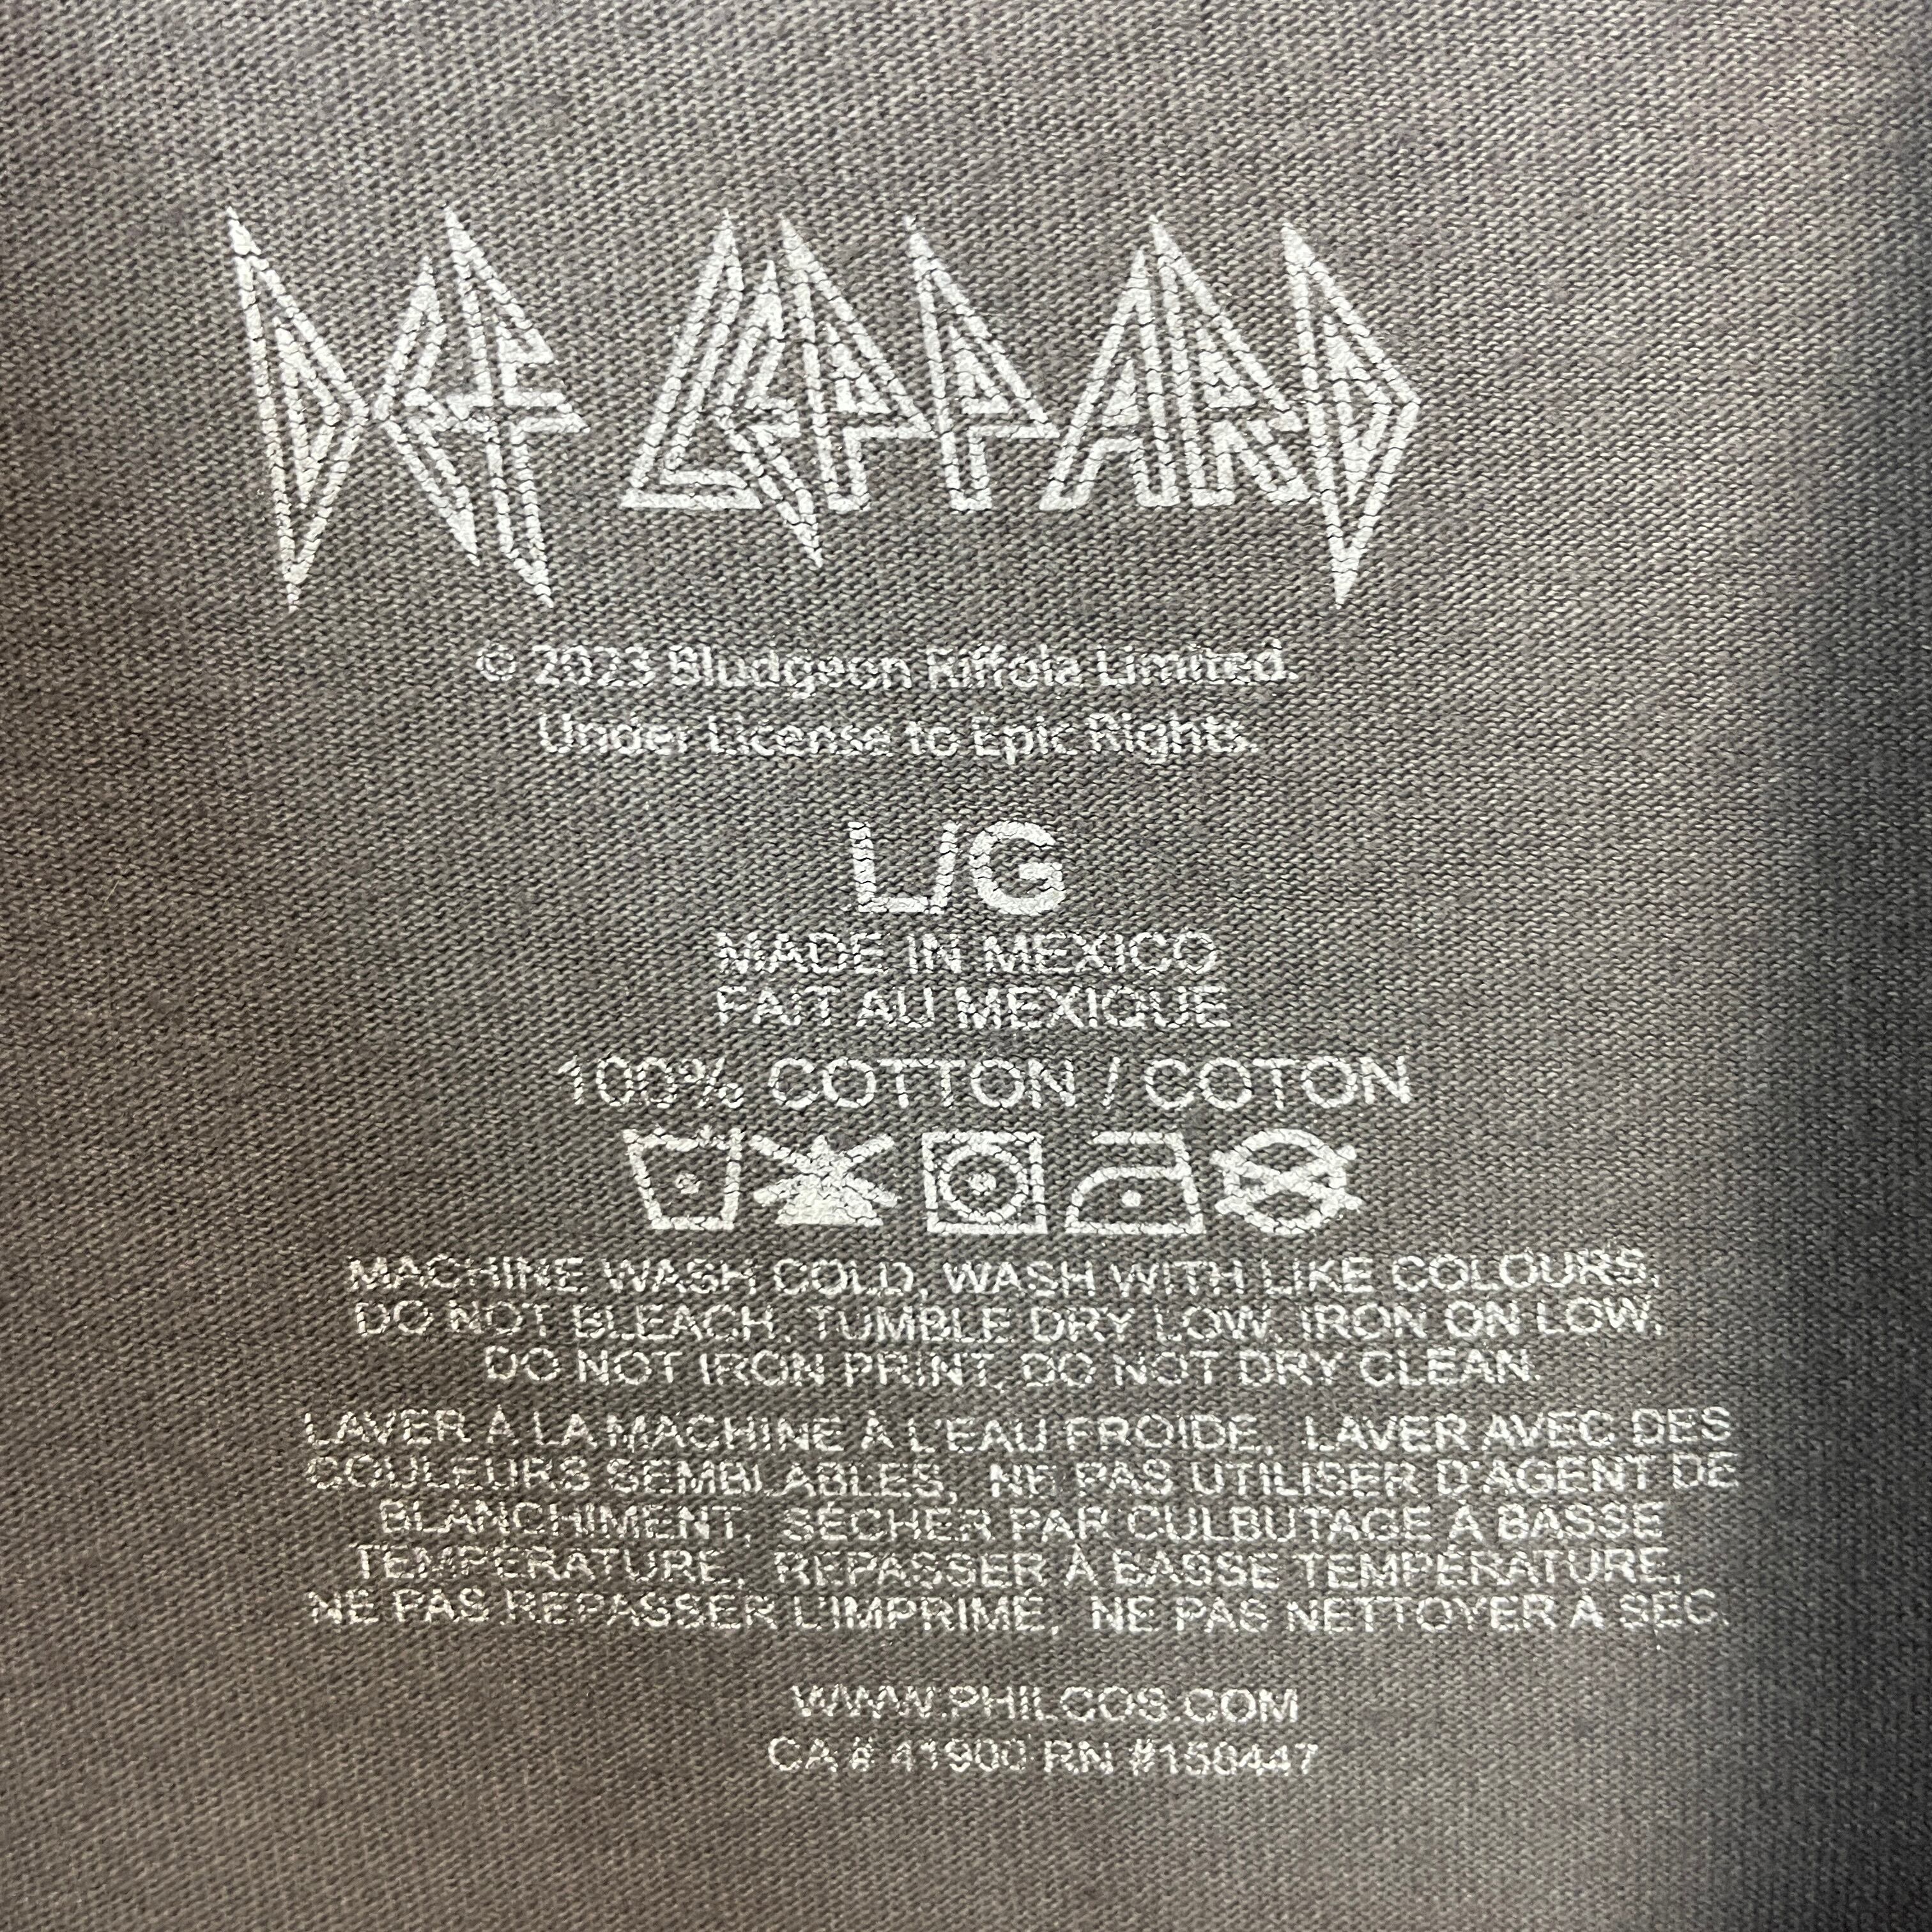 DEF LEPPARD
© 2023 Bludgeon Riffola Limited.
Under License to Epic Rights.
L/G
MADE IN MEXICO
FAIT AU MEXIQUE
100% COTTON / COTON
MACHINE WASH COLD, WASH WITH LIKE COLOURS,
DO NOT BLEACH, TUMBLE DRY LOW, IRON ON LOW,
DO NOT IRON PRINT, DO NOT DRY CLEAN.
LAVER À LA MACHINE À L'EAU FROIDE, LAVER AVEC DES
COULEURS SEMBLABLES, NE PAS UTILISER D'AGENT DE
BLANCHIMENT, SÉCHER PAR CULBUTAGE À BASSE
TEMPÉRATURE, REPASSER À BASSE TEMPÉRATURE,
NE PAS REPASSER L'IMPRIMÉ, NE PAS NETTOYER À SEC.
WWW.PHILCOS.COM
CA # 41900 RN #158447